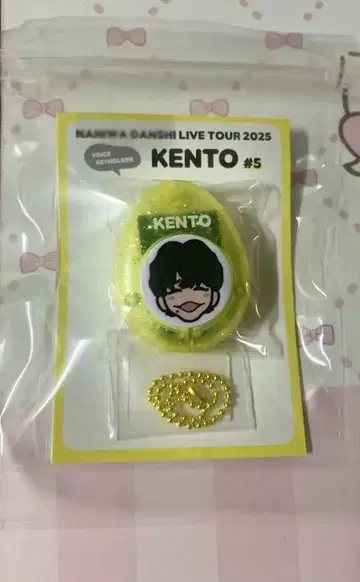 NANIWA DANSHI LIVE TOUR 2025
VOICE
KEYHOLDER
KENTO #5
KENTO